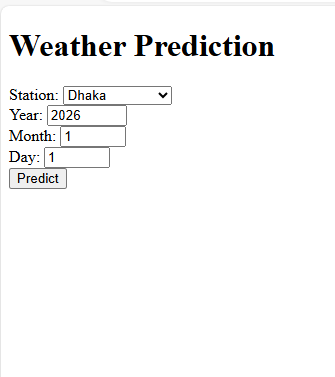 Weather Prediction
Station: Dhaka
Year: 2026
Month: 1
Day: 1
Predict